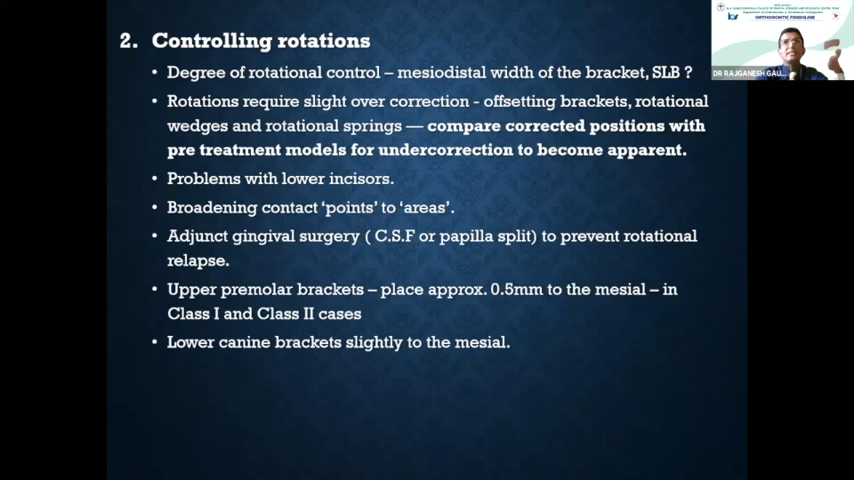 2. Controlling rotations
• Degree of rotational control – mesiodistal width of the bracket, SLB ?
• Rotations require slight over correction - offsetting brackets, rotational
wedges and rotational springs — compare corrected positions with
pre treatment models for undercorrection to become apparent.
• Problems with lower incisors.
• Broadening contact ‘points’ to ‘areas’.
• Adjunct gingival surgery ( C.S.F or papilla split) to prevent rotational
relapse.
• Upper premolar brackets – place approx. 0.5mm to the mesial – in
Class I and Class II cases
• Lower canine brackets slightly to the mesial.
ORTHODONTIC FINISHLINE
DR RAJGANESH GAU...